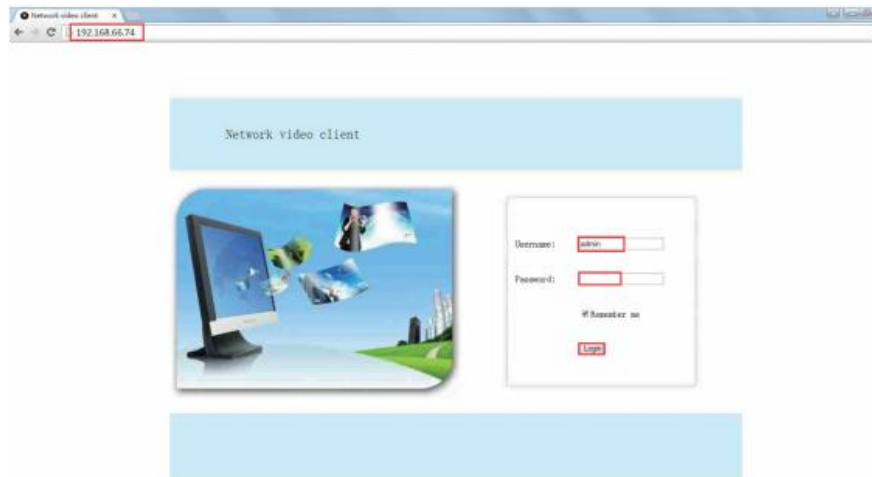 Network video client
192.168.66.74
Network video client
Username: admin
Password:
Remember me
Login